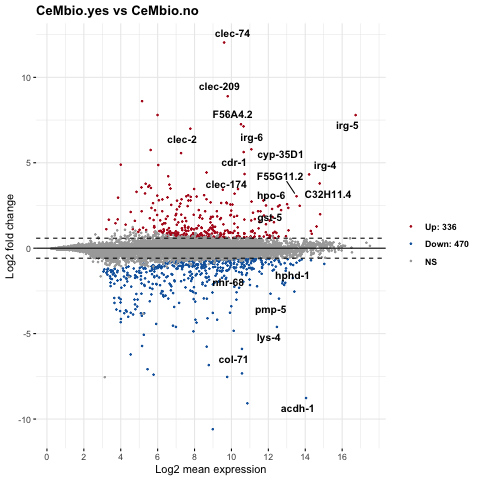 CeMbio.yes vs CeMbio.no
clec-74
clec-209
F56A4.2
irg-5
clec-2
irg-6
cyp-35D1
cdr-1
irg-4
F55G11.2
clec-174
hpo-6
C32H11.4
gst-5
Up: 336
Down: 470
NS
hphd-1
nnr-68
pmp-5
lys-4
col-71
acdh-1
10
5
0
-5
-10
Log2 fold change
0 2 4 6 8 10 12 14 16
Log2 mean expression